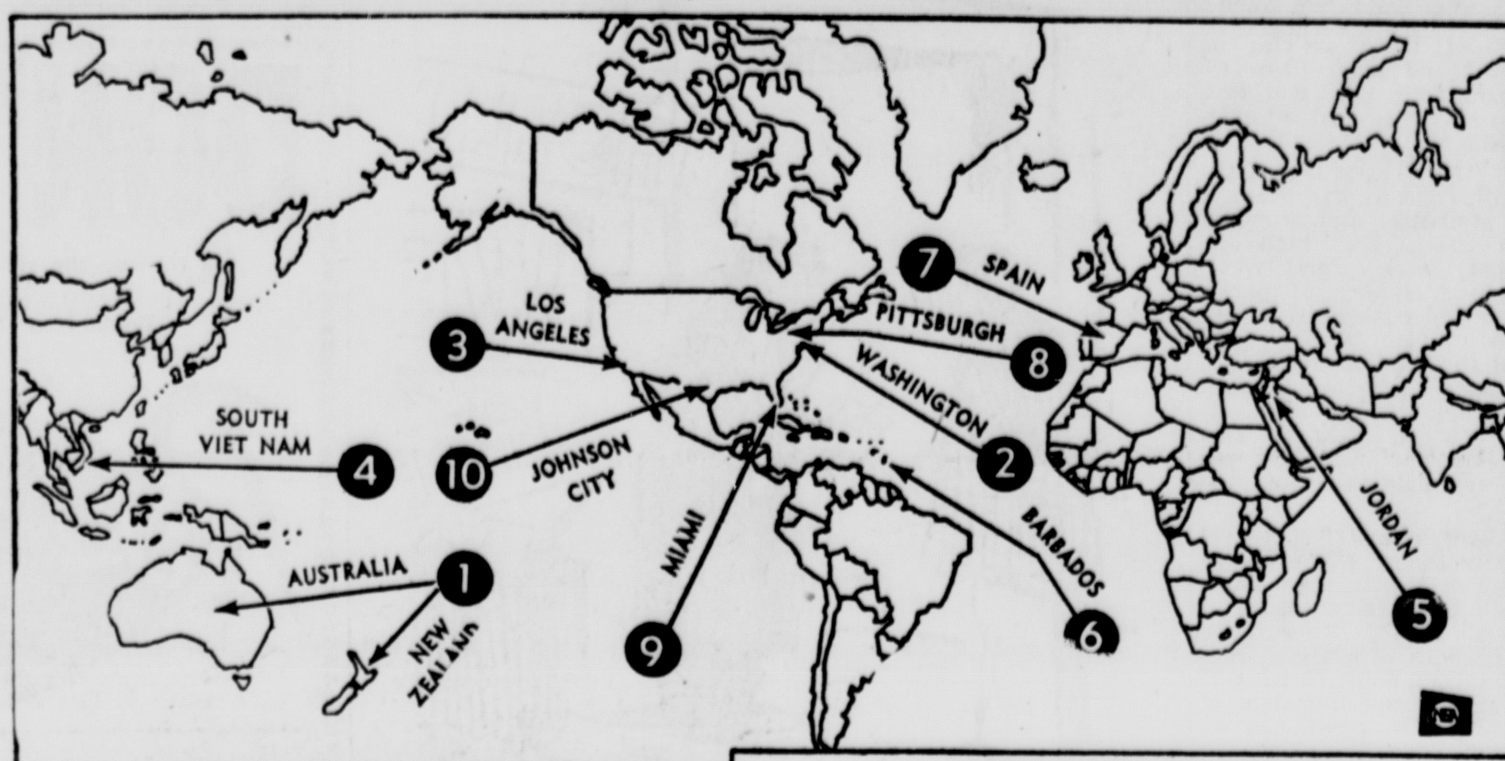 7
SPAIN
LOS
ANGELES
3
PITTSBURGH
8
WASHINGTON
2
SOUTH
VIET NAM
4
10
JOHNSON
CITY
MIAMI
9
BARBADOS
6
JORDAN
5
AUSTRALIA
1
NEW
ZEALAND